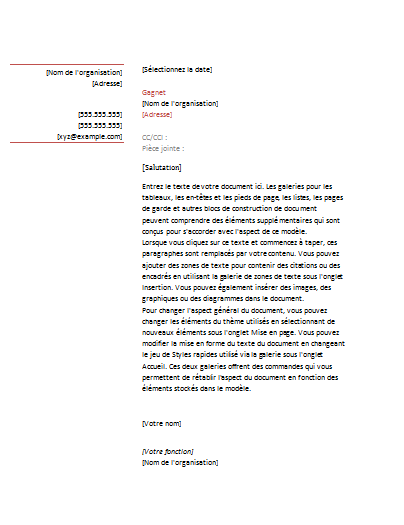 [Nom de l'organisation]
[Adresse]
[555.555.555]
[555.555.555]
[xyz@example.com]
[Sélectionnez la date]
Gagnet
[Nom de l'organisation]
[Adresse]
CC/CCI :
Pièce jointe :
[Salutation]
Entrez le texte de votre document ici. Les galeries pour les
tableaux, les en-têtes et les pieds de page, les listes, les pages
de garde et autres blocs de construction de document
peuvent comprendre des éléments supplémentaires qui sont
conçus pour s'accorder avec l'aspect de ce modèle.
Lorsque vous cliquez sur ce texte et commencez à taper, ces
paragraphes sont remplacés par votre contenu. Vous pouvez
ajouter des zones de texte pour contenir des citations ou des
encadrés en utilisant la galerie de zones de texte sous l'onglet
Insertion. Vous pouvez également insérer des images, des
graphiques ou des diagrammes dans le document.
Pour changer l'aspect général du document, vous pouvez
changer les éléments du thème utilisés en sélectionnant de
nouveaux éléments sous l'onglet Mise en page. Vous pouvez
modifier la mise en forme du texte du document en changeant
le jeu de Styles rapides utilisé via la galerie sous l'onglet
Accueil. Ces deux galeries offrent des commandes qui vous
permettent de rétablir l'aspect du document en fonction des
éléments stockés dans le modèle.
[Votre nom]
[Votre fonction]
[Nom de l'organisation]